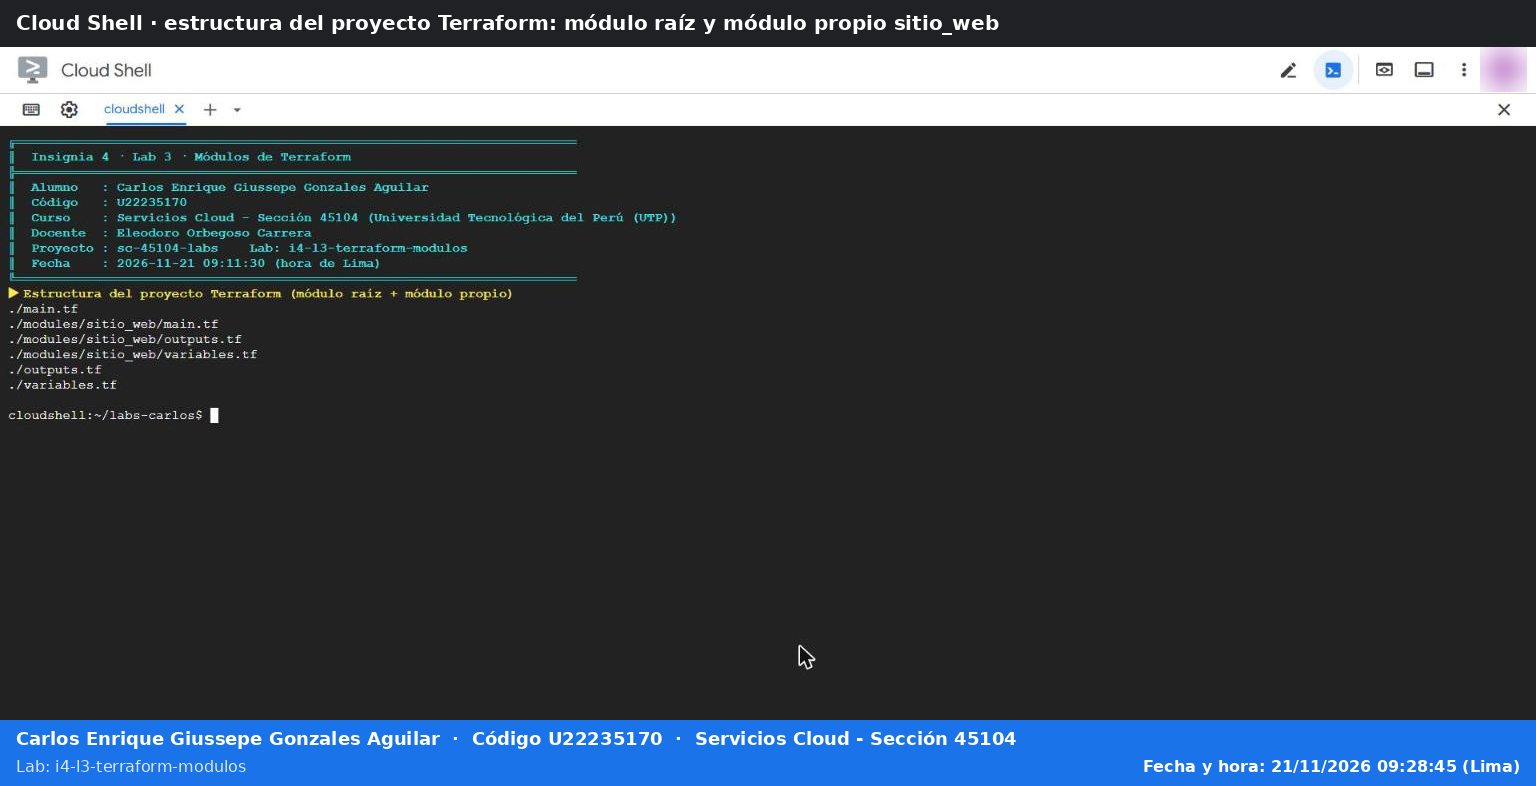 Cloud Shell · estructura del proyecto Terraform: módulo raíz y módulo propio sitio_web
Cloud Shell
cloudshell
Insignia 4 · Lab 3 · Módulos de Terraform
Alumno : Carlos Enrique Giussepe Gonzales Aguilar
Código : U22235170
Curso : Servicios Cloud - Sección 45104 (Universidad Tecnológica del Perú (UTP))
Docente : Eleodoro Orbegoso Carrera
Proyecto : sc-45104-labs Lab: i4-l3-terraform-modulos
Fecha : 2026-11-21 09:11:30 (hora de Lima)
▶ Estructura del proyecto Terraform (módulo raíz + módulo propio)
./main.tf
./modules/sitio_web/main.tf
./modules/sitio_web/outputs.tf
./modules/sitio_web/variables.tf
./outputs.tf
./variables.tf
cloudshell:~/labs-carlos$
Carlos Enrique Giussepe Gonzales Aguilar · Código U22235170 · Servicios Cloud - Sección 45104
Lab: i4-l3-terraform-modulos
Fecha y hora: 21/11/2026 09:28:45 (Lima)